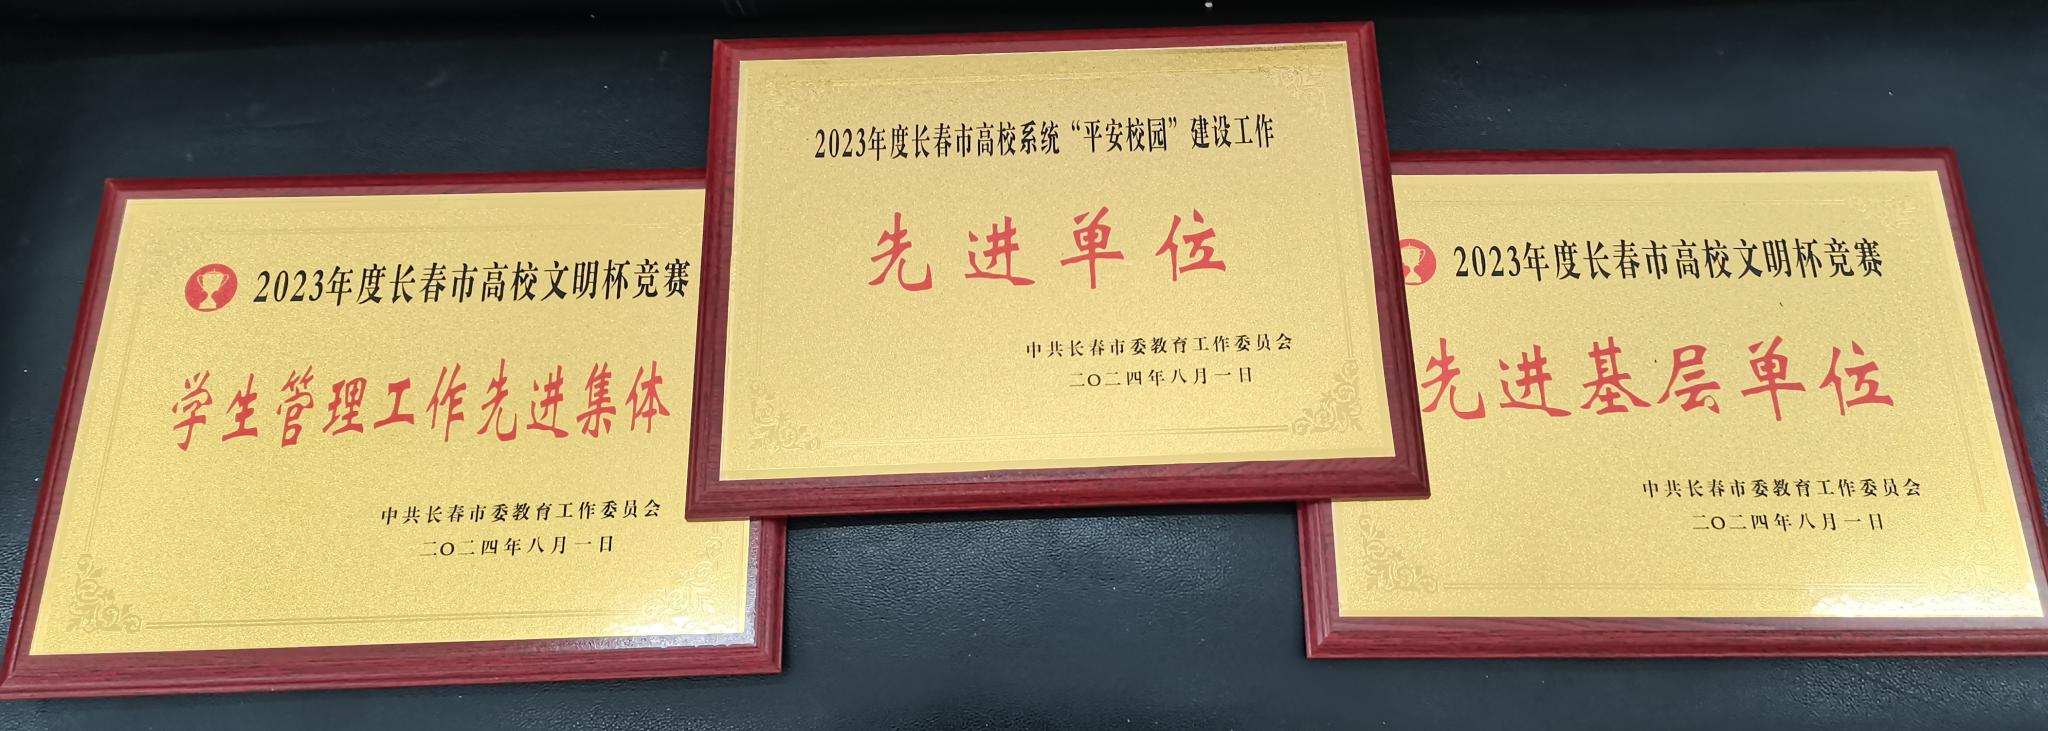 2023年度长春市高校文明杯竞赛
学生管理工作先进集体
中共长春市委教育工作委员会
二〇二四年八月一日
2023年度长春市高校系统“平安校园”建设工作
先进单位
中共长春市委教育工作委员会
二〇二四年八月一日
2023年度长春市高校文明杯竞赛
先进基层单位
中共长春市委教育工作委员会
二〇二四年八月一日